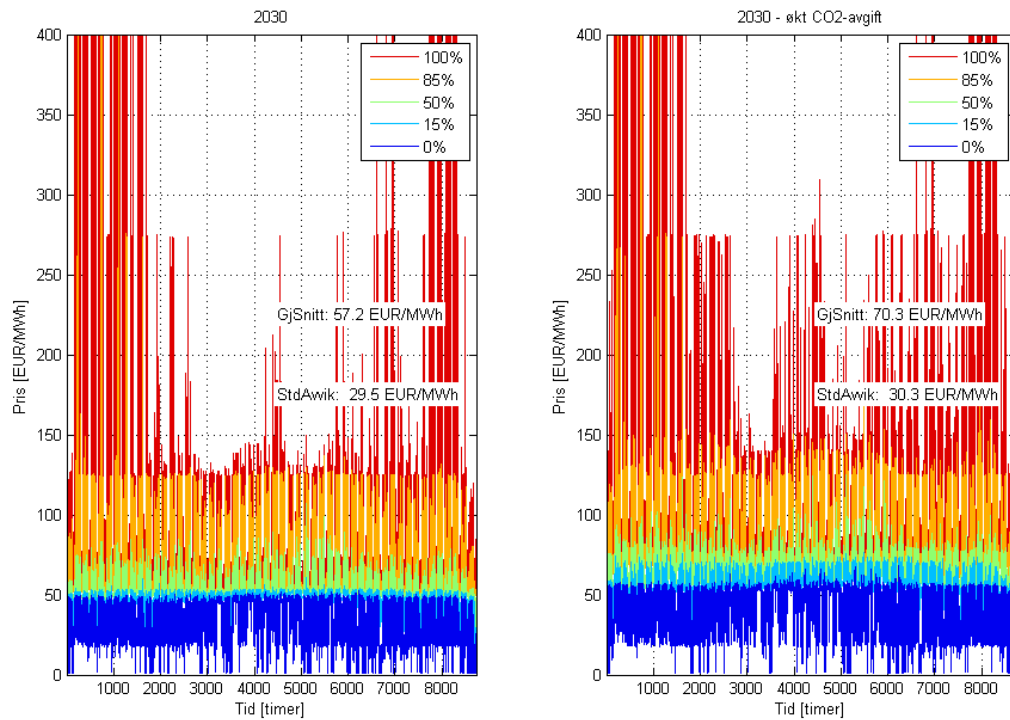 2030
400
350
300
250
200
150
100
50
0
Pris [EUR/MWh]
100%
85%
50%
15%
0%
GjSnitt: 57.2 EUR/MWh
StdAwik: 29.5 EUR/MWh
1000 2000 3000 4000 5000 6000 7000 8000
Tid [timer]
2030 - økt CO2-avgift
400
350
300
250
200
150
100
50
0
Pris [EUR/MWh]
100%
85%
50%
15%
0%
GjSnitt: 70.3 EUR/MWh
StdAwik: 30.3 EUR/MWh
1000 2000 3000 4000 5000 6000 7000 8000
Tid [timer]